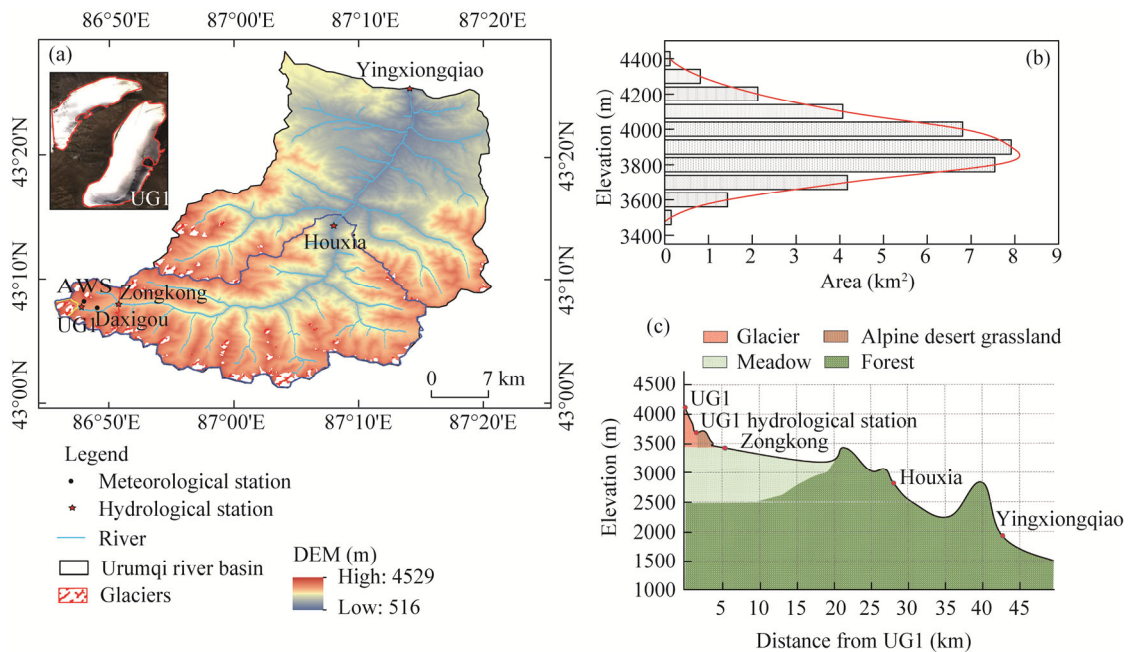 86°50′E 87°00′E 87°10′E 87°20′E
(a)
Yingxiongqiao
UG1
43°20′N 43°20′N
Houxia
43°10′N 43°10′N
AWS
Zongkong
UG1
Daxigou
0 7 km
43°00′N 43°00′N
86°50′E 87°00′E 87°10′E 87°20′E
Legend
Meteorological station
Hydrological station
River
Urumqi river basin
Glaciers
DEM (m)
High: 4529
Low: 516
(b)
Elevation (m)
4400
4200
4000
3800
3600
3400
0 1 2 3 4 5 6 7 8 9
Area (km²)
(c)
Glacier Alpine desert grassland
Meadow Forest
Elevation (m)
4500
4000
3500
3000
2500
2000
1500
1000
UG1
UG1 hydrological station
Zongkong
Houxia
Yingxiongqiao
5 10 15 20 25 30 35 40 45
Distance from UG1 (km)